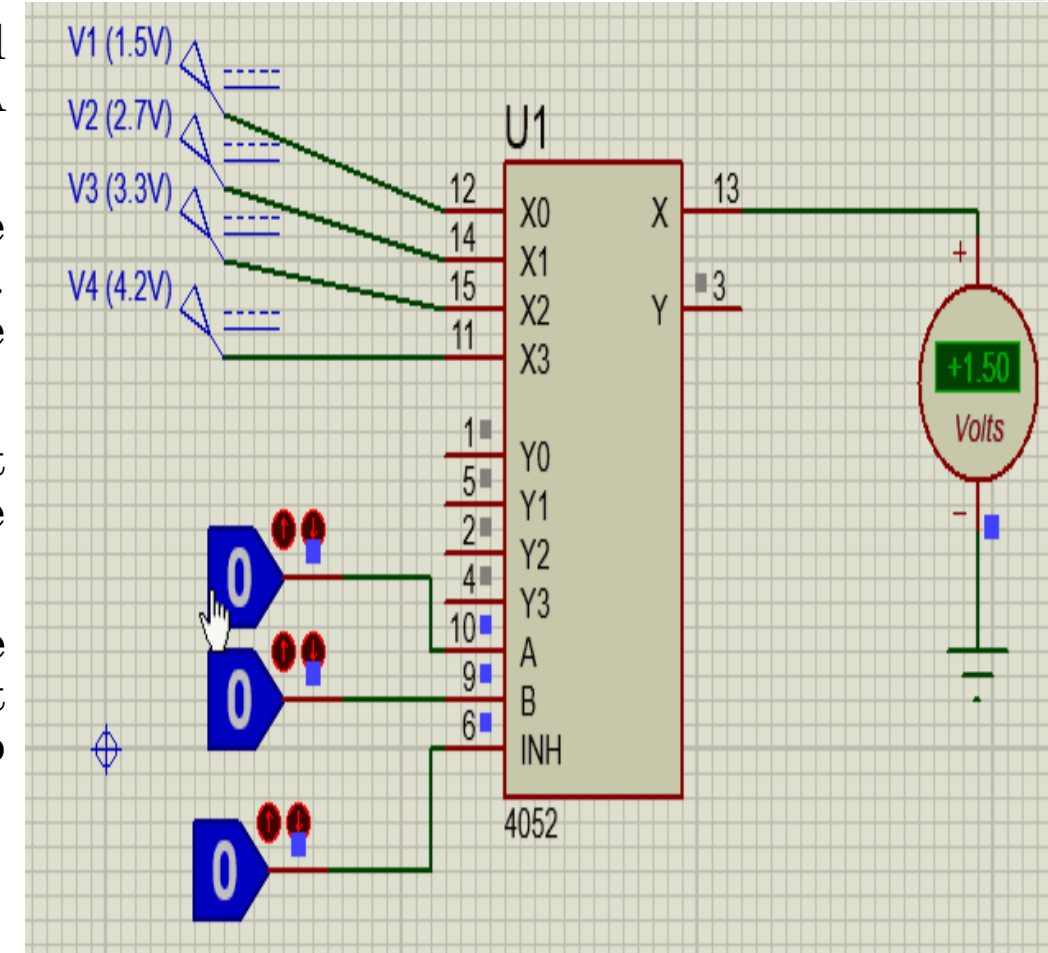 V1 (1.5V)
V2 (2.7V)
V3 (3.3V)
V4 (4.2V)
U1
12 X0
14 X1
15 X2
11 X3
1 Y0
5 Y1
2 Y2
4 Y3
10 A
9 B
6 INH
X 13
Y 3
4052
+
+1.50
Volts
−
0
0
0